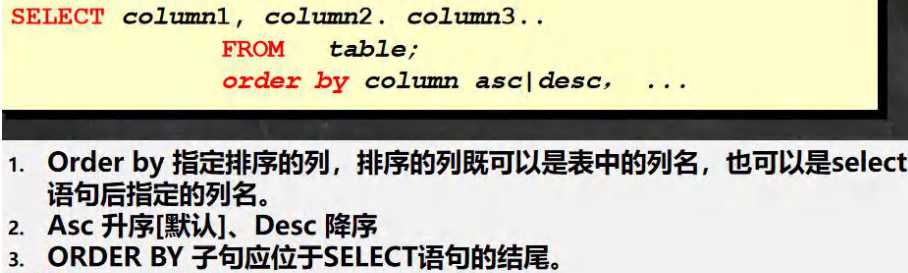 SELECT column1, column2. column3..
FROM table;
order by column asc|desc, ...
1. Order by 指定排序的列，排序的列既可以是表中的列名，也可以是select
语句后指定的列名。
2. Asc 升序[默认]、Desc 降序
3. ORDER BY 子句应位于SELECT语句的结尾。